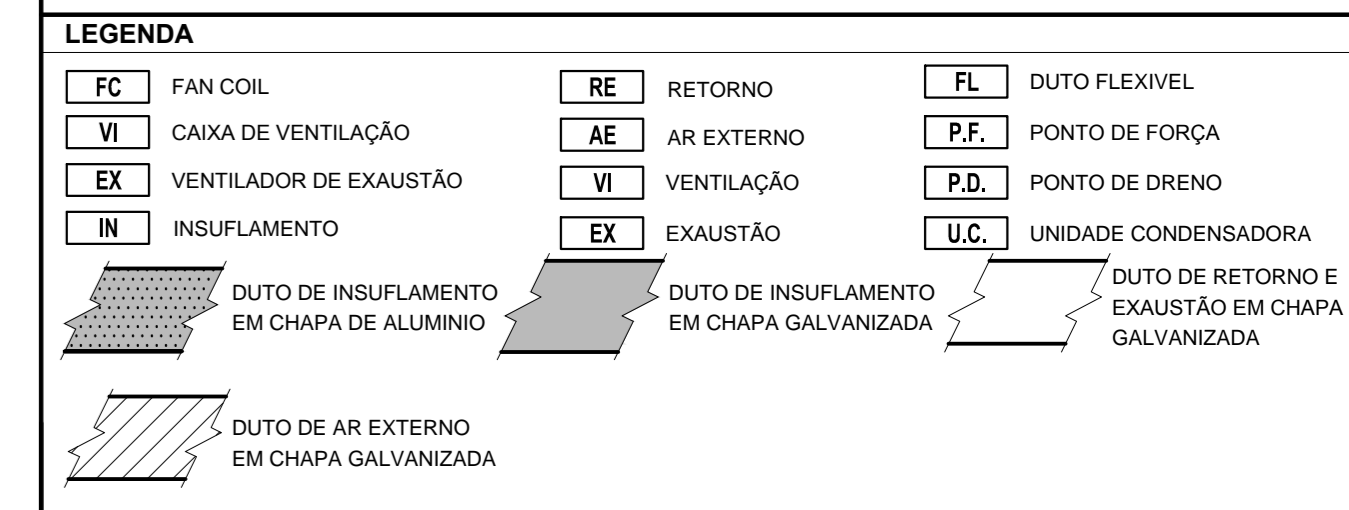 LEGENDA
FC FAN COIL
VI CAIXA DE VENTILAÇÃO
EX VENTILADOR DE EXAUSTÃO
IN INSUFLAMENTO
RE RETORNO
AE AR EXTERNO
VI VENTILAÇÃO
EX EXAUSTÃO
FL DUTO FLEXIVEL
P.F. PONTO DE FORÇA
P.D. PONTO DE DRENO
U.C. UNIDADE CONDENSADORA
DUTO DE INSUFLAMENTO
EM CHAPA DE ALUMINIO
DUTO DE INSUFLAMENTO
EM CHAPA GALVANIZADA
DUTO DE RETORNO E
EXAUSTÃO EM CHAPA
GALVANIZADA
DUTO DE AR EXTERNO
EM CHAPA GALVANIZADA